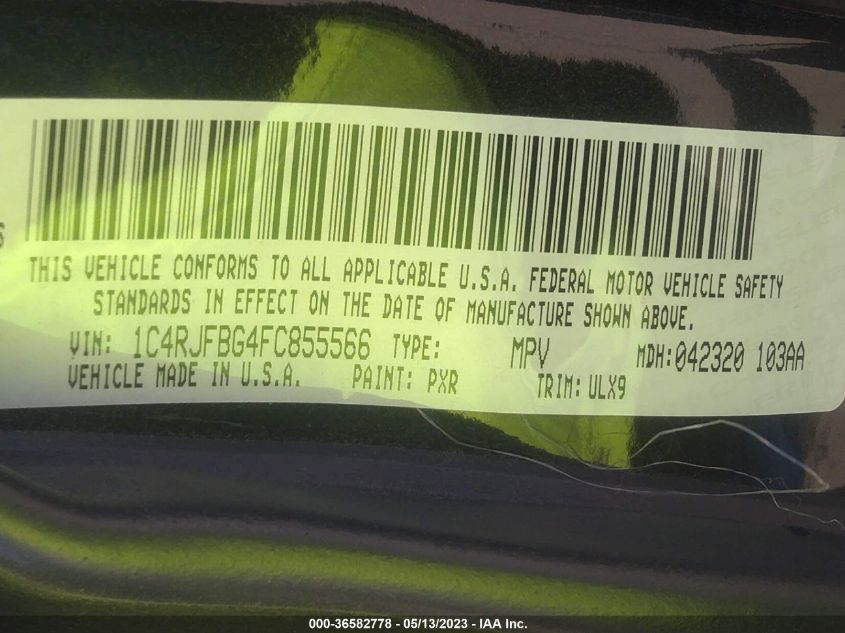 THIS VEHICLE CONFORMS TO ALL APPLICABLE U.S.A. FEDERAL MOTOR VEHICLE SAFETY
STANDARDS IN EFFECT ON THE DATE OF MANUFACTURE SHOWN ABOVE.
VIN: 1C4RJFBG4FC855566 TYPE: MPV MDH:042320 103AA
VEHICLE MADE IN U.S.A. PAINT: PXR TRIM: ULX9
000-36582778 - 05/13/2023 - IAA Inc.